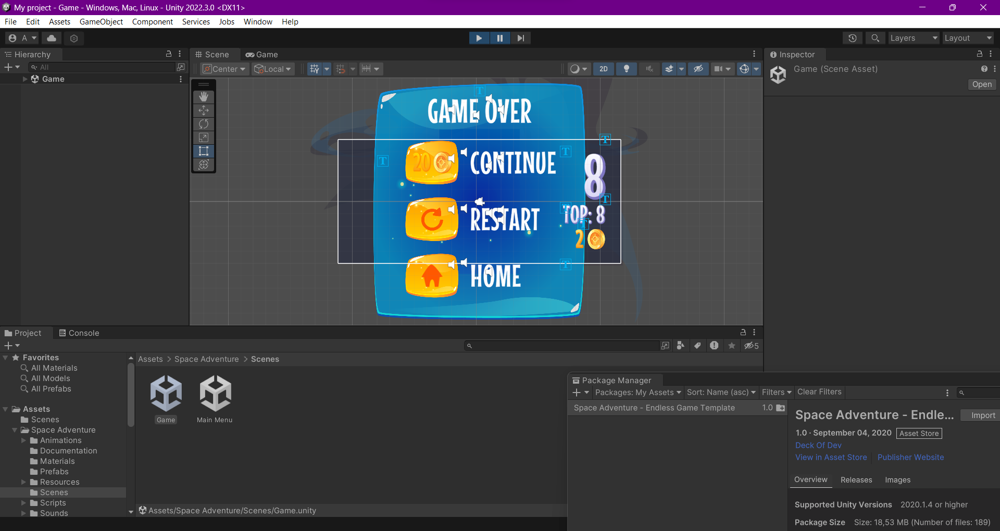 My project - Game - Windows, Mac, Linux - Unity 2022.3.0 <DX11>
File Edit Assets GameObject Component Services Jobs Window Help
A
Layers
Layout
Hierarchy
All
Game
Scene
Game
Center
Local
2D
GAME OVER
20
CONTINUE
8
RESTART
TOP: 8
2
HOME
Inspector
Game (Scene Asset)
Open
Project
Console
5
Favorites
All Materials
All Models
All Prefabs
Assets
Scenes
Space Adventure
Animations
Documentation
Materials
Prefabs
Resources
Scenes
Scripts
Sounds
Assets > Space Adventure > Scenes
Game
Main Menu
Assets/Space Adventure/Scenes/Game.unity
Package Manager
Packages: My Assets
Sort: Name (asc)
Filters
Clear Filters
Space Adventure - Endless Game Template 1.0
Space Adventure - Endle...
Import
1.0 · September 04, 2020 Asset Store
Deck Of Dev
View in Asset Store Publisher Website
Overview Releases Images
Supported Unity Versions 2020.1.4 or higher
Package Size Size: 18,53 MB (Number of files: 189)